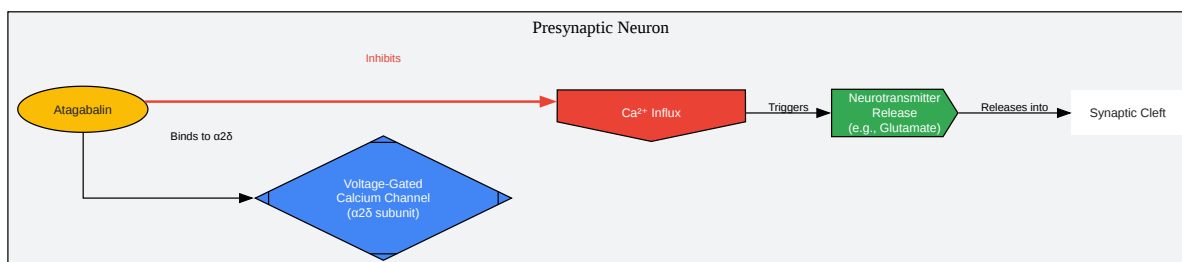 Presynaptic Neuron
Inhibits
Atagabalin
Binds to α2δ
Voltage-Gated
Calcium Channel
(α2δ subunit)
Ca²⁺ Influx
Triggers
Neurotransmitter
Release
(e.g., Glutamate)
Releases into
Synaptic Cleft